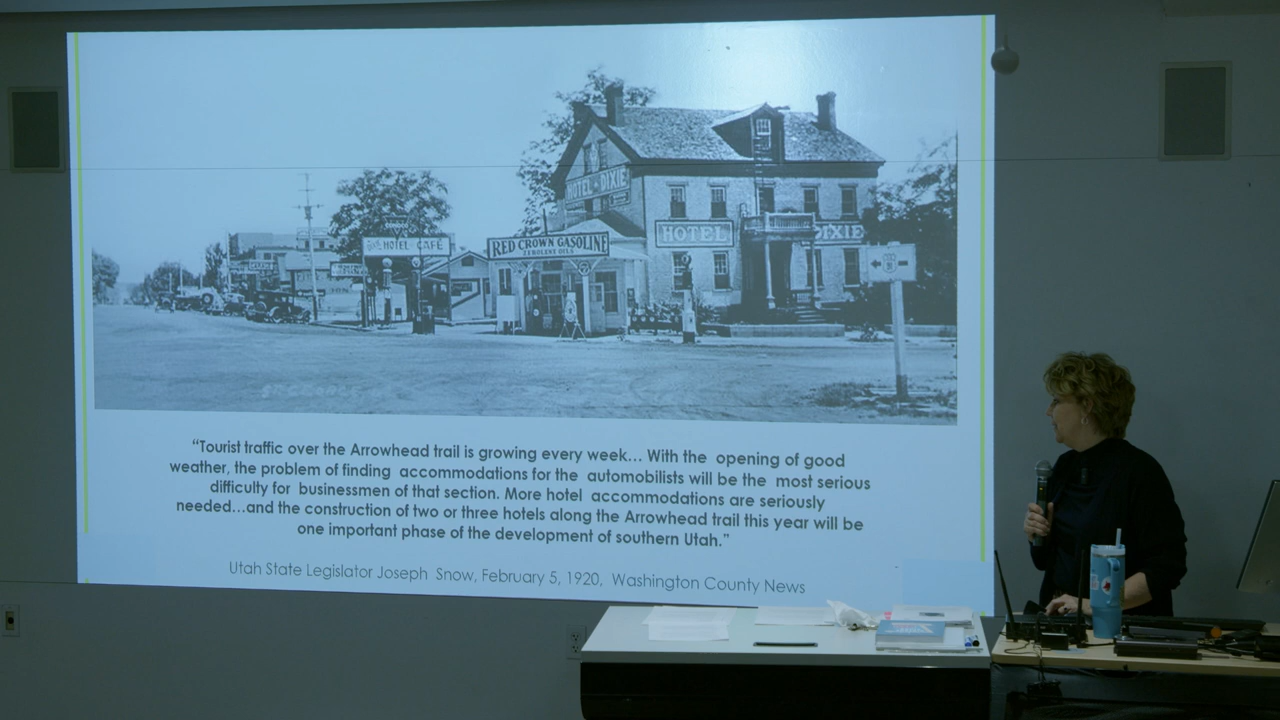 HOTEL DIXIE
HOTEL CAFÉ
RED CROWN GASOLINE
ZEROLENE OILS
HOTEL
DIXIE
“Tourist traffic over the Arrowhead trail is growing every week... With the opening of good
weather, the problem of finding accommodations for the automobilists will be the most serious
difficulty for businessmen of that section. More hotel accommodations are seriously
needed...and the construction of two or three hotels along the Arrowhead trail this year will be
one important phase of the development of southern Utah.”
Utah State Legislator Joseph Snow, February 5, 1920, Washington County News